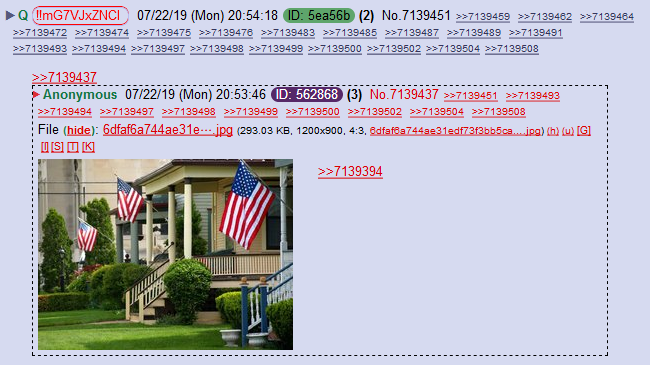 ▶ Q !!mG7VJxZNCI 07/22/19 (Mon) 20:54:18 ID: 5ea56b (2) No.7139451 >>7139459 >>7139462 >>7139464
>>7139472 >>7139474 >>7139475 >>7139476 >>7139483 >>7139485 >>7139487 >>7139489 >>7139491
>>7139493 >>7139494 >>7139497 >>7139498 >>7139499 >>7139500 >>7139502 >>7139504 >>7139508
>>7139437
▶ Anonymous 07/22/19 (Mon) 20:53:46 ID: 562868 (3) No.7139437 >>7139451 >>7139493
>>7139494 >>7139497 >>7139498 >>7139499 >>7139500 >>7139502 >>7139504 >>7139508
File (hide): 6dfaf6a744ae31e⋯.jpg (293.03 KB, 1200x900, 4:3, 6dfaf6a744ae31edf73f3bb5ca….jpg) (h) (u) [G]
[I] [S] [T] [K]
>>7139394